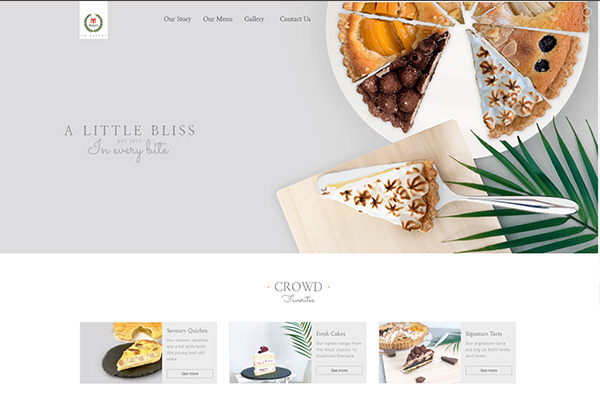 Our Story Our Menu Gallery Contact Us
A LITTLE BLISS
EST 2013
In every bite
CROWD
Favorites
Savoury Quiches
Our classic quiches
are a hit with both
the young and old
alike.
See more
Fresh Cakes
Our cakes range from
the most classic to
localised flavours.
See more
Signature Tarts
Our signature tarts
are big on both looks
and taste.
See more